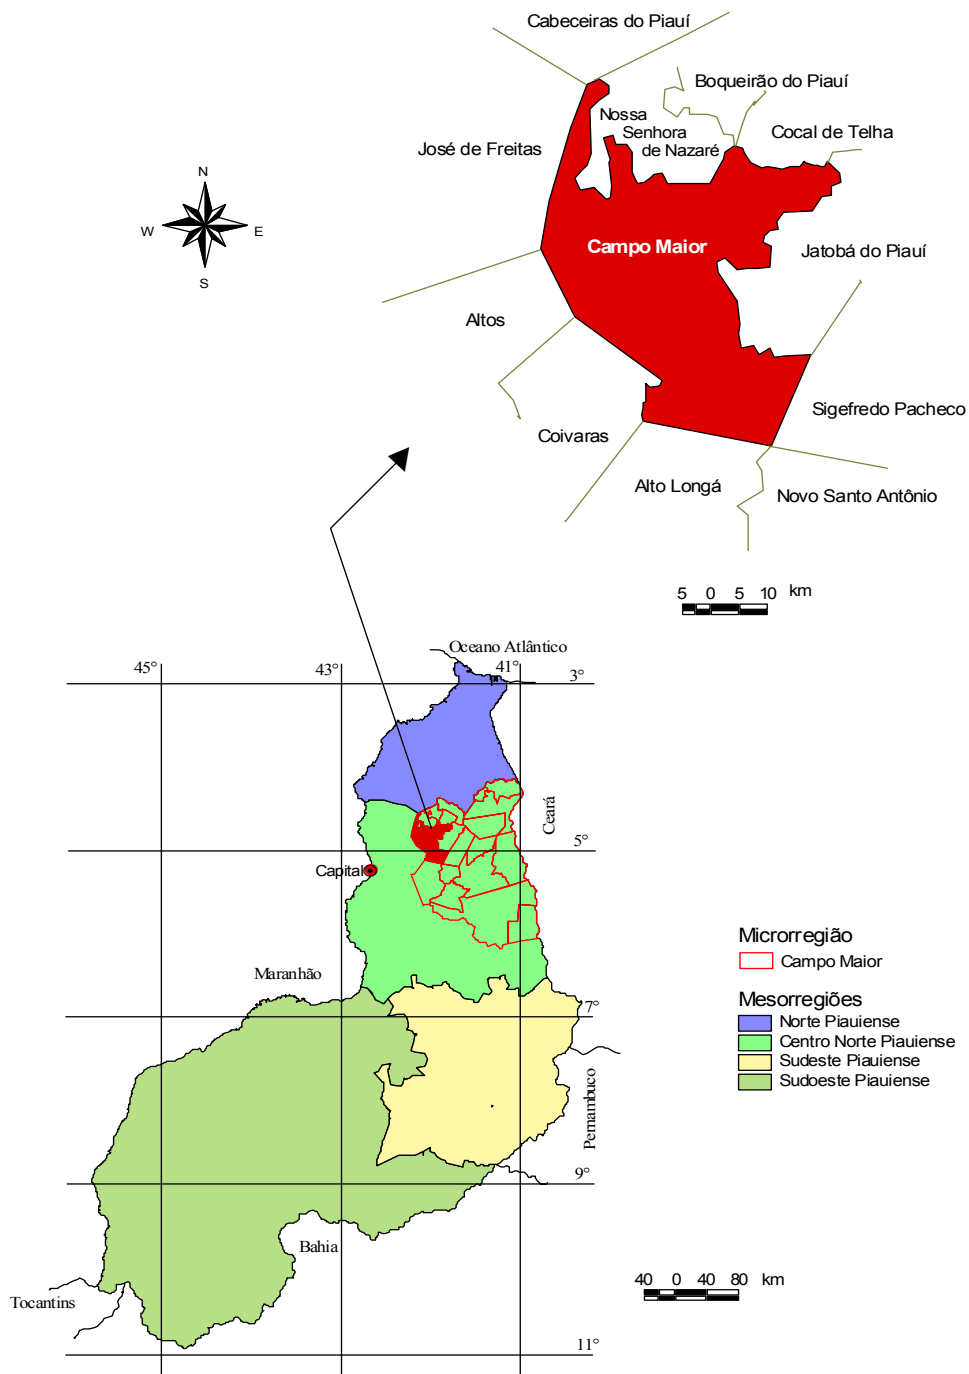 Cabeceiras do Piauí
Boqueirão do Piauí
Nossa
Senhora
de Nazaré
Cocal de Telha
José de Freitas
N
W
E
S
Campo Maior
Jatobá do Piauí
Altos
Sigefredo Pacheco
Coivaras
Alto Longá
Novo Santo Antônio
5 0 5 10 km
Oceano Atlântico
45° 43° 41°
3°
Ceará
5°
Capital
Microrregião
Campo Maior
Maranhão
Mesorregiões
7°
Norte Piauiense
Centro Norte Piauiense
Sudeste Piauiense
Sudoeste Piauiense
Pernambuco
9°
Bahia
40 0 40 80 km
Tocantins
11°